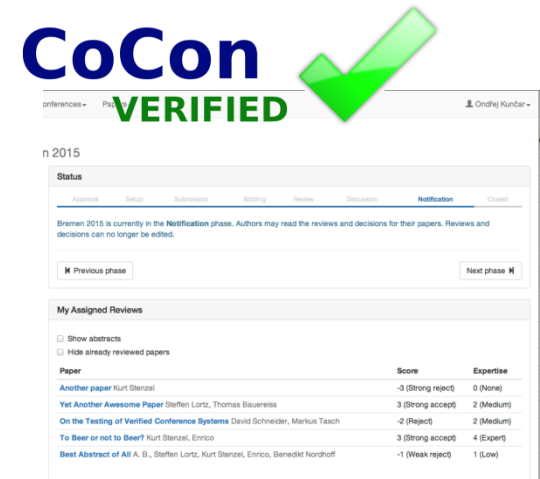 CoCon
VERIFIED
onferences Pap
Ondřej Kunčar
n 2015
Status
Approval Setup Submission Bidding Review Discussion Notification Closed
Bremen 2015 is currently in the Notification phase. Authors may read the reviews and decisions for their papers. Reviews and
decisions can no longer be edited.
Previous phase
Next phase
My Assigned Reviews
Show abstracts
Hide already reviewed papers
Paper Score Expertise
Another paper Kurt Stenzel -3 (Strong reject) 0 (None)
Yet Another Awesome Paper Steffen Lortz, Thomas Bauereiss 3 (Strong accept) 2 (Medium)
On the Testing of Verified Conference Systems David Schneider, Markus Tasch -2 (Reject) 2 (Medium)
To Beer or not to Beer? Kurt Stenzel, Enrico 3 (Strong accept) 4 (Expert)
Best Abstract of All A. B., Steffen Lortz, Kurt Stenzel, Enrico, Benedikt Nordhoff -1 (Weak reject) 1 (Low)